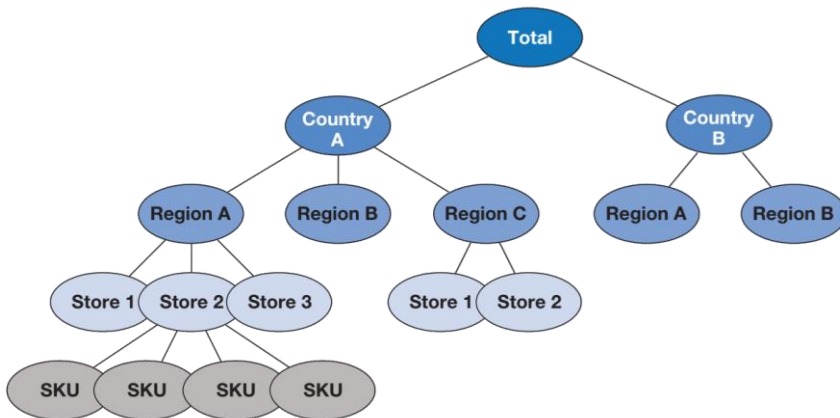 Total
Country
A
Country
B
Region A
Region B
Region C
Region A
Region B
Store 1
Store 2
Store 3
Store 1
Store 2
SKU
SKU
SKU
SKU